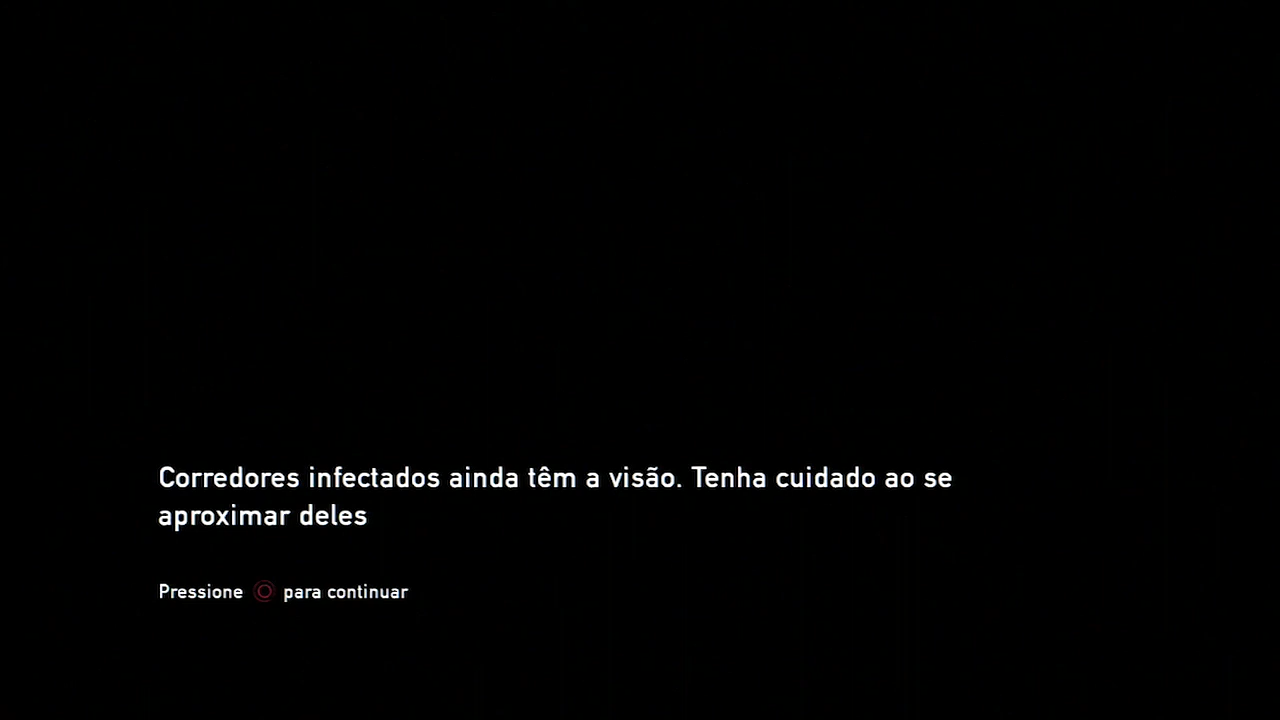 Corredores infectados ainda têm a visão. Tenha cuidado ao se
aproximar deles
Pressione para continuar